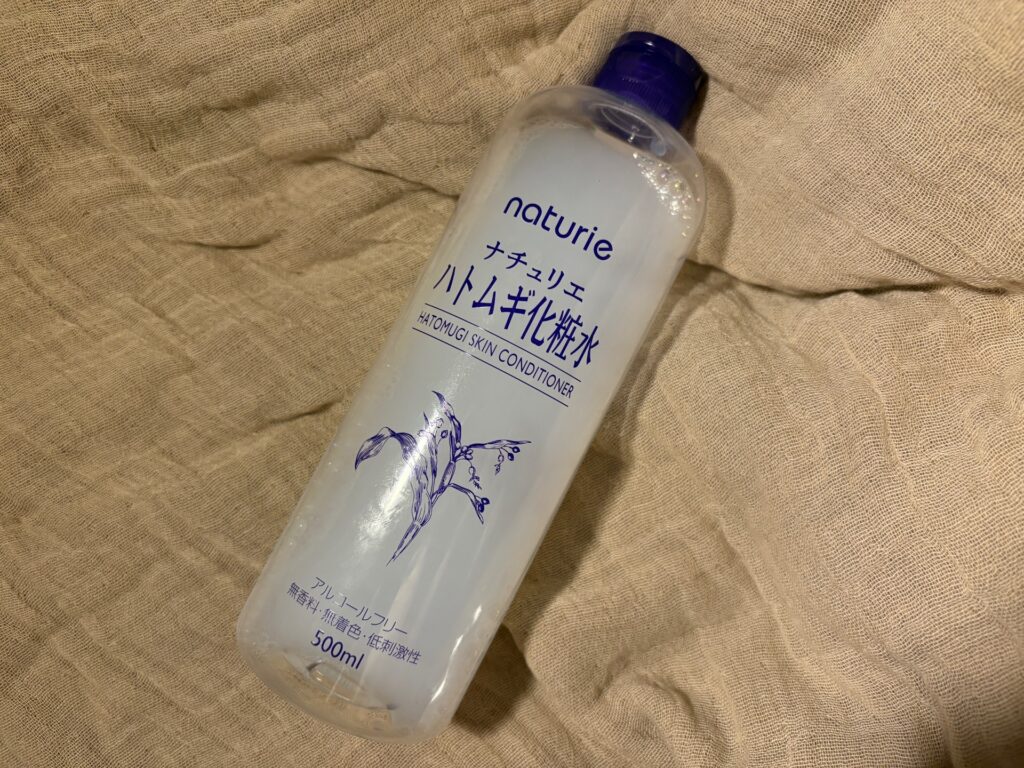 naturie
ナチュリエ
ハトムギ化粧水
HATOMUGI SKIN CONDITIONER
アルコールフリー
無香料・無着色・低刺激性
500ml